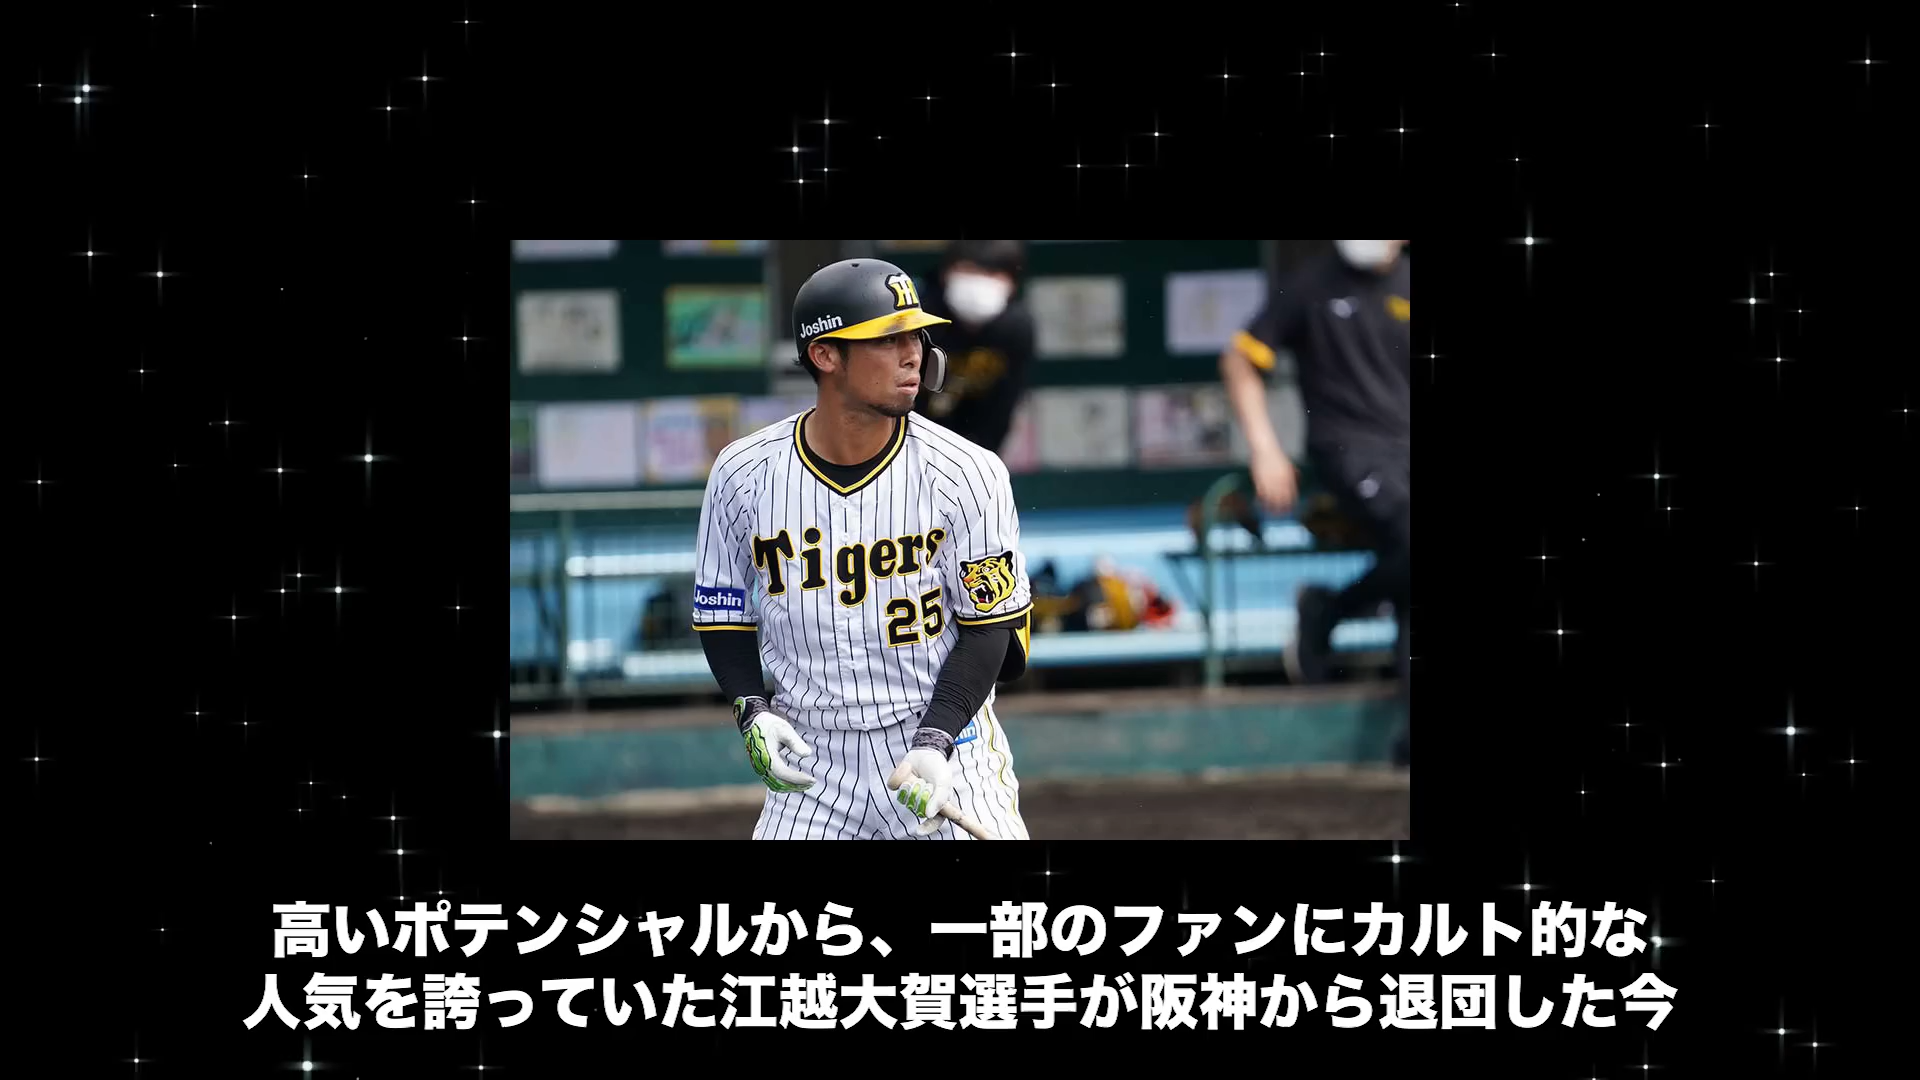 Joshin
Tigers
25
Joshin
高いポテンシャルから、一部のファンにカルト的な
人気を誇っていた江越大賀選手が阪神から退団した今